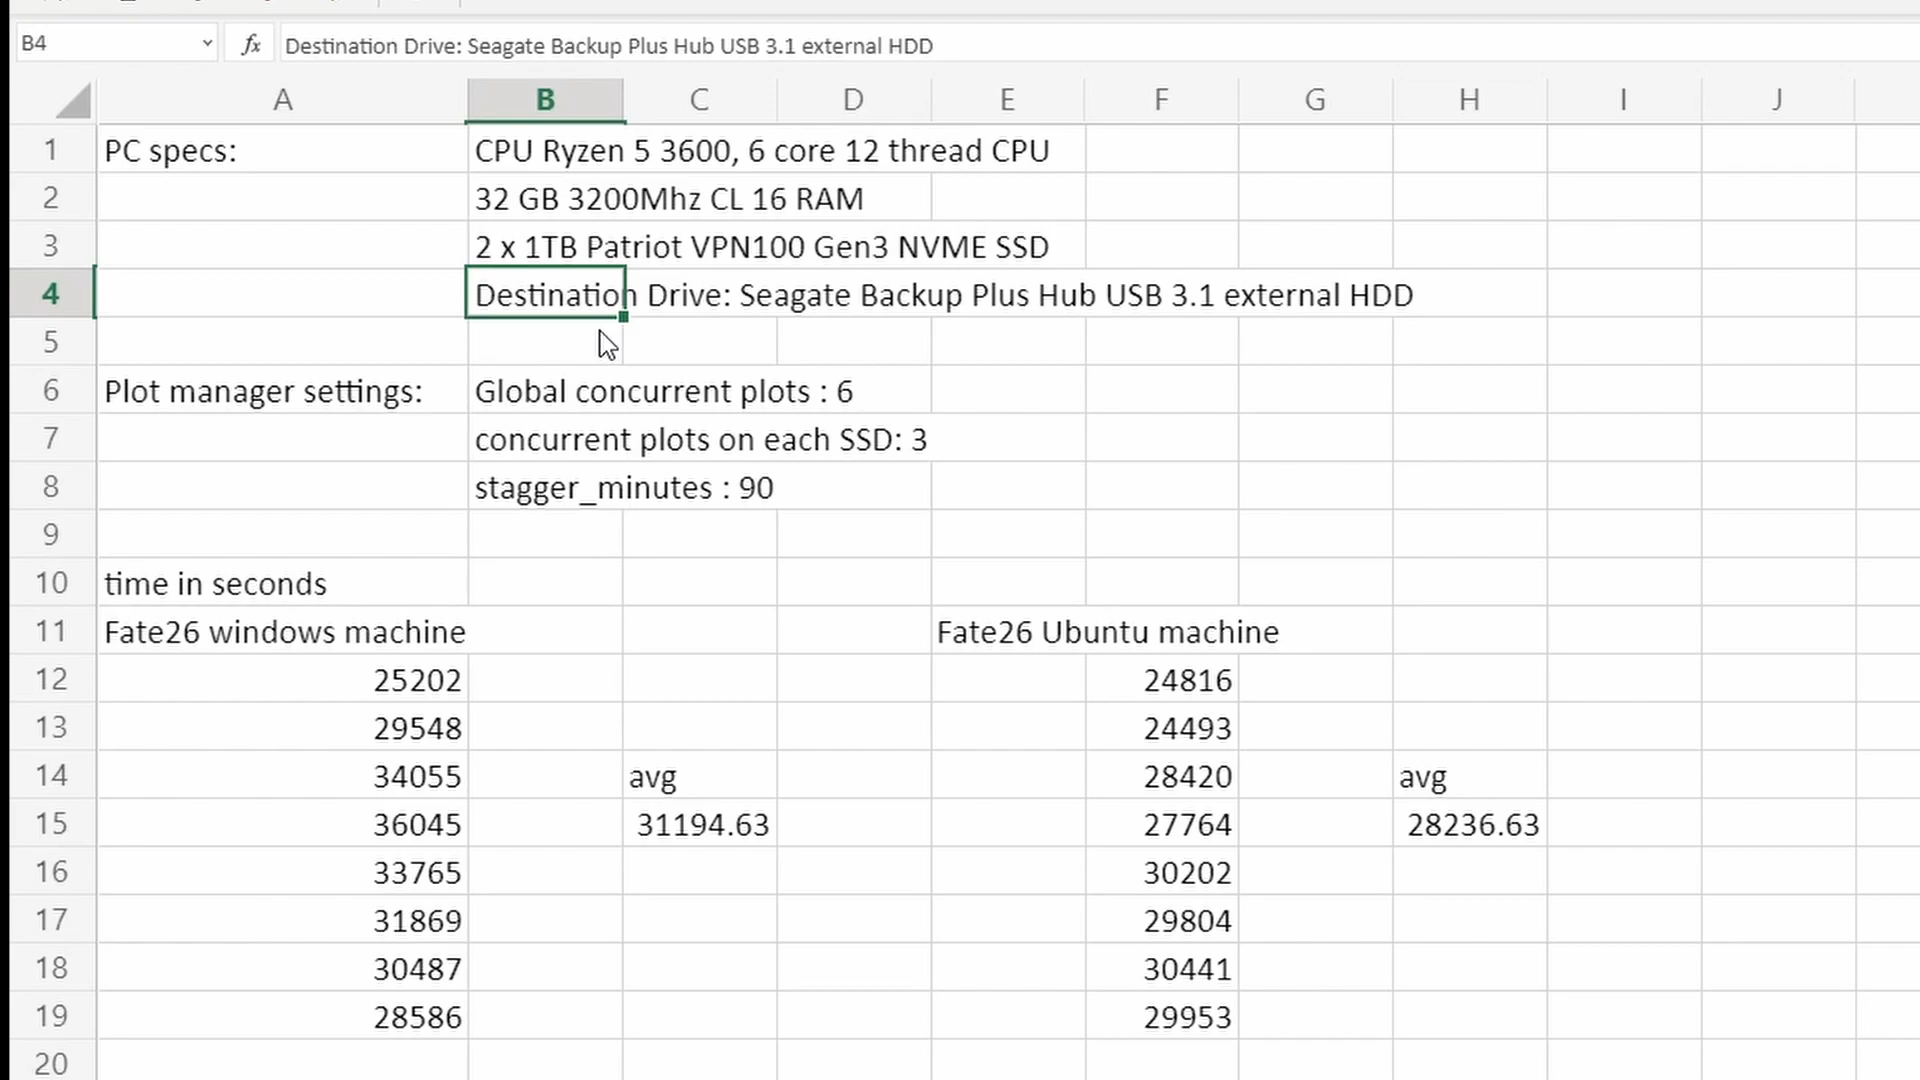 B4 fx Destination Drive: Seagate Backup Plus Hub USB 3.1 external HDD
A B C D E F G H I J
1 PC specs: CPU Ryzen 5 3600, 6 core 12 thread CPU
2 32 GB 3200Mhz CL 16 RAM
3 2 x 1TB Patriot VPN100 Gen3 NVME SSD
4 Destination Drive: Seagate Backup Plus Hub USB 3.1 external HDD
5
6 Plot manager settings: Global concurrent plots : 6
7 concurrent plots on each SSD: 3
8 stagger_minutes : 90
9
10 time in seconds
11 Fate26 windows machine Fate26 Ubuntu machine
12 25202 24816
13 29548 24493
14 34055 avg 28420 avg
15 36045 31194.63 27764 28236.63
16 33765 30202
17 31869 29804
18 30487 30441
19 28586 29953
20